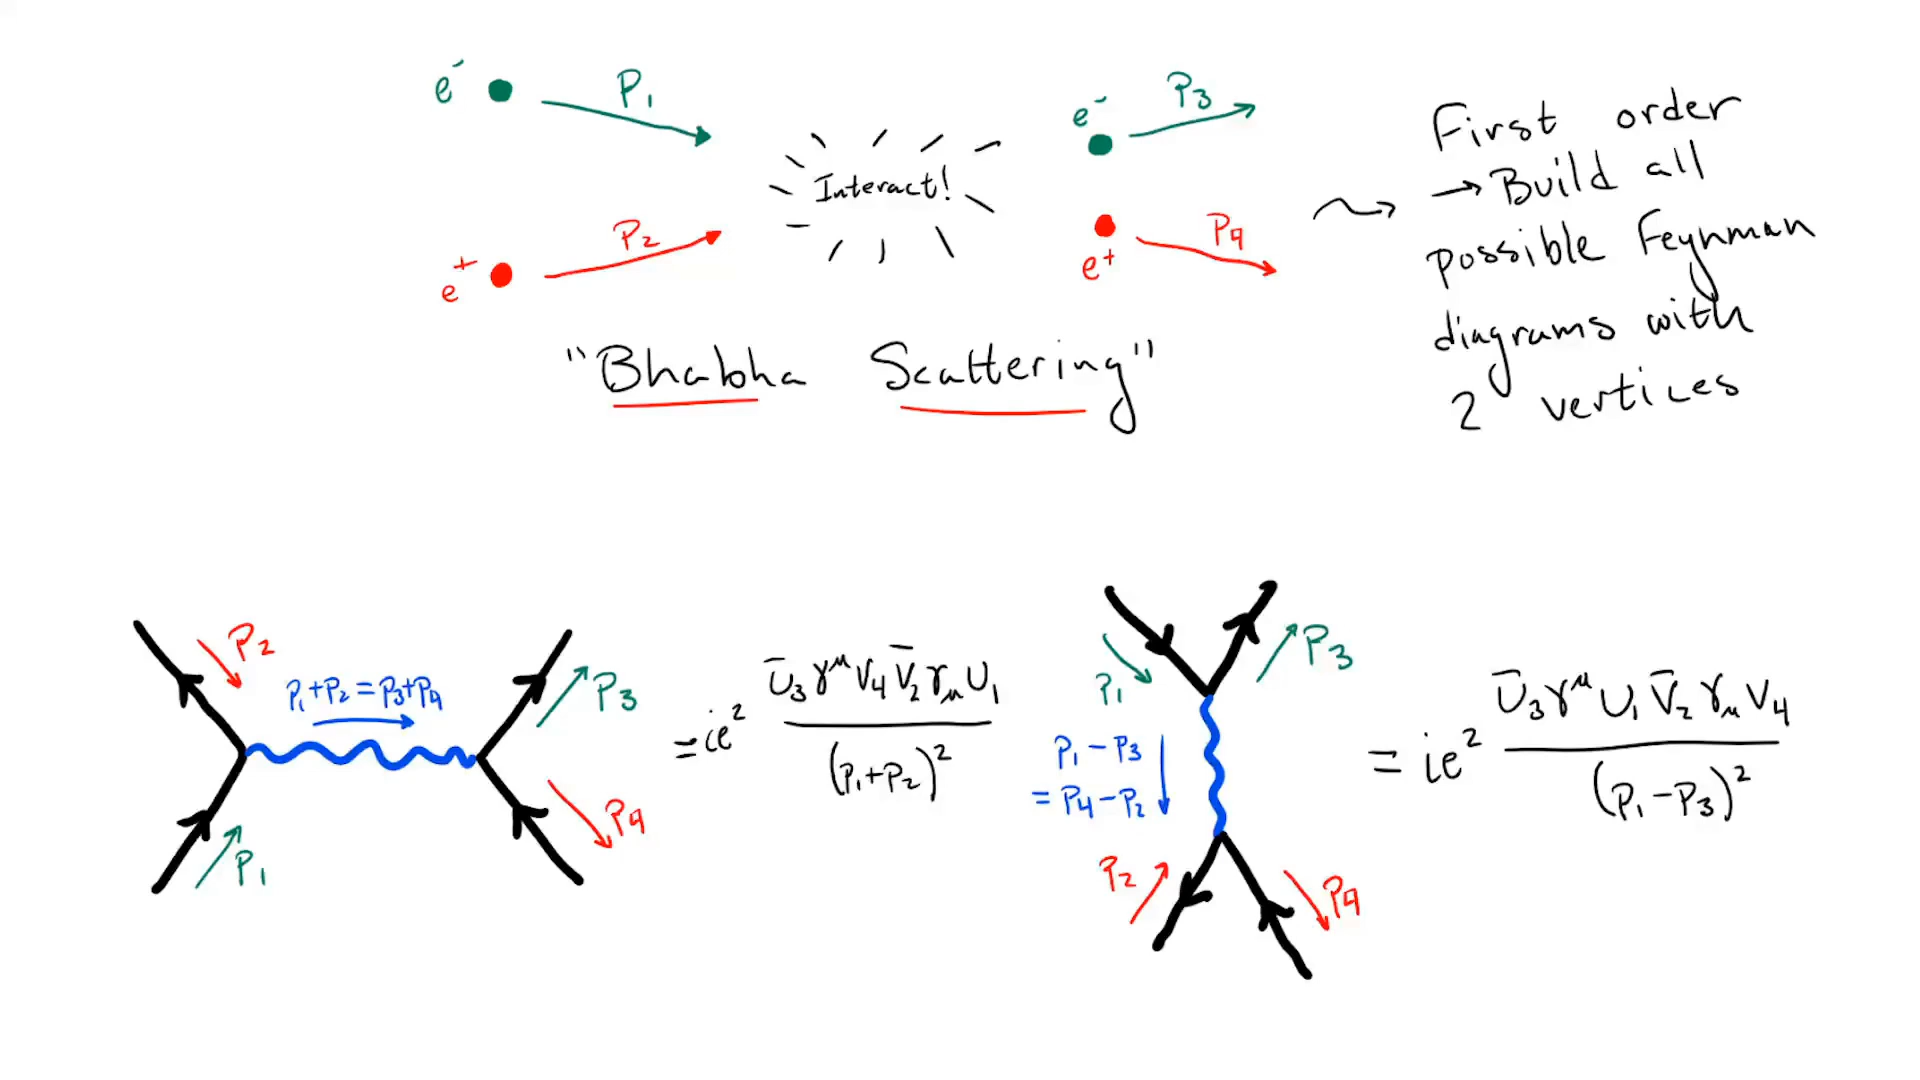 e⁻ P₁
e⁻ P₃
Interact!
e⁺ P₂
e⁺ P₄
"Bhabha Scattering"
First order
→ Build all
possible Feynman
diagrams with
2 vertices
P₂
P₁+P₂=P₃+P₄
P₃
P₁
P₄
= ie² Ū₃γ^μV₄V̄₂γ_μU₁ / (P₁+P₂)²
P₁
P₃
P₁-P₃
= P₄-P₂
P₂
P₄
= ie² Ū₃γ^μU₁V̄₂γ_μV₄ / (P₁-P₃)²